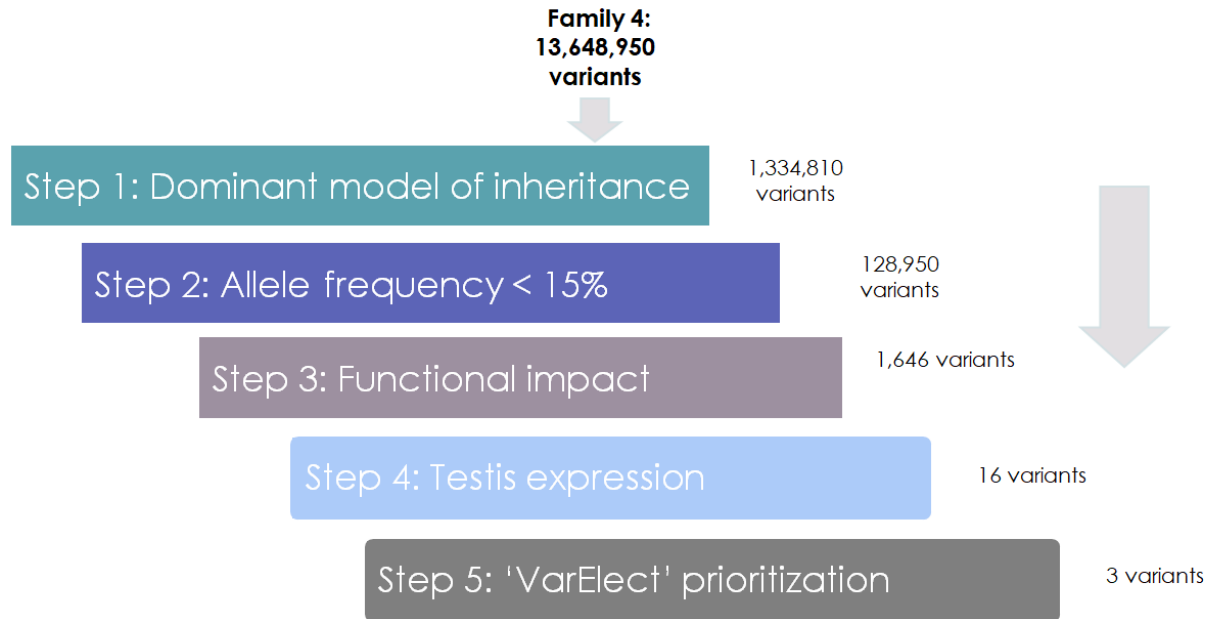 Family 4:
13,648,950
variants
Step 1: Dominant model of inheritance
1,334,810
variants
Step 2: Allele frequency < 15%
128,950
variants
Step 3: Functional impact
1,646 variants
Step 4: Testis expression
16 variants
Step 5: ‘VarElect’ prioritization
3 variants